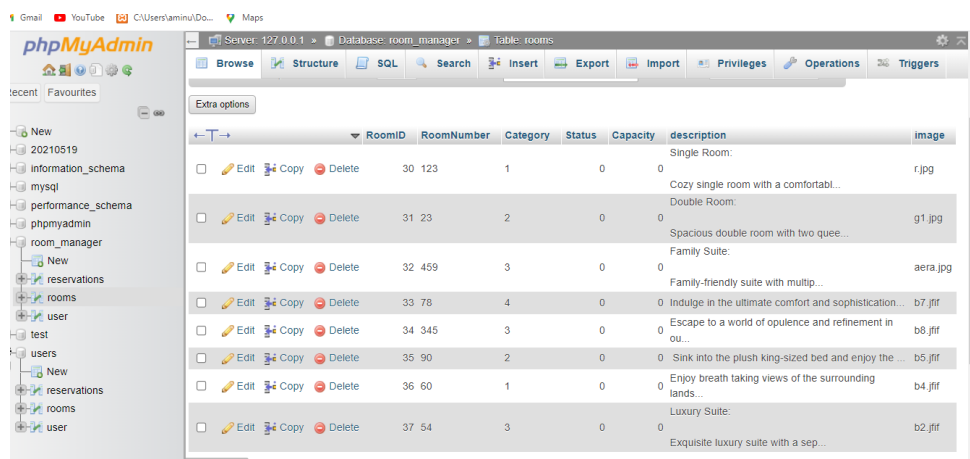 Gmail YouTube C:\Users\aminu\Do... Maps
phpMyAdmin
Recent Favourites
New
20210519
information_schema
mysql
performance_schema
phpmyadmin
room_manager
New
reservations
rooms
user
test
users
New
reservations
rooms
user
Server: 127.0.0.1 » Database: room_manager » Table: rooms
Browse Structure SQL Search Insert Export Import Privileges Operations Triggers
Extra options
←T→ RoomID RoomNumber Category Status Capacity description image
Single Room:
Edit Copy Delete 30 123 1 0 0 r.jpg
Cozy single room with a comfortabl...
Double Room:
Edit Copy Delete 31 23 2 0 0 g1.jpg
Spacious double room with two quee...
Family Suite:
Edit Copy Delete 32 459 3 0 0 aera.jpg
Family-friendly suite with multip...
Edit Copy Delete 33 78 4 0 0 Indulge in the ultimate comfort and sophistication... b7.jfif
Escape to a world of opulence and refinement in
Edit Copy Delete 34 345 3 0 0 b8.jfif
ou...
Edit Copy Delete 35 90 2 0 0 Sink into the plush king-sized bed and enjoy the ... b5.jfif
Enjoy breath taking views of the surrounding
Edit Copy Delete 36 60 1 0 0 b4.jfif
lands...
Luxury Suite:
Edit Copy Delete 37 54 3 0 0 b2.jfif
Exquisite luxury suite with a sep...